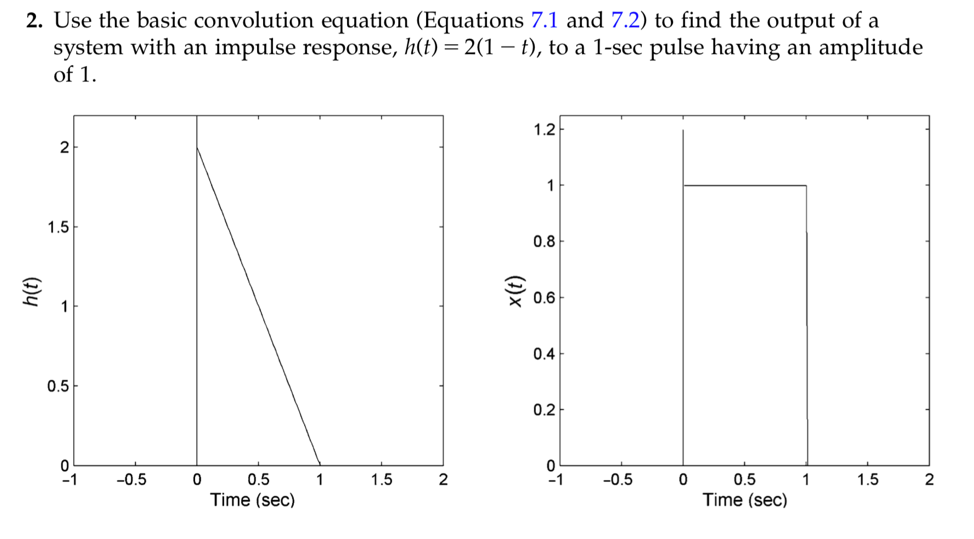 2. Use the basic convolution equation (Equations 7.1 and 7.2) to find the output of a
system with an impulse response, h(t) = 2(1 − t), to a 1-sec pulse having an amplitude
of 1.
2
1.5
1
0.5
0
h(t)
−1 −0.5 0 0.5 1 1.5 2
Time (sec)
1.2
1
0.8
0.6
0.4
0.2
0
x(t)
−1 −0.5 0 0.5 1 1.5 2
Time (sec)